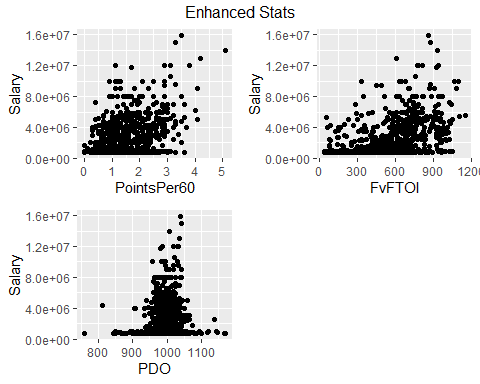 Enhanced Stats
1.6e+07
1.2e+07
8.0e+06
4.0e+06
0.0e+00
Salary
0 1 2 3 4 5
PointsPer60
1.6e+07
1.2e+07
8.0e+06
4.0e+06
0.0e+00
Salary
0 300 600 900 1200
FvFTOI
1.6e+07
1.2e+07
8.0e+06
4.0e+06
0.0e+00
Salary
800 900 1000 1100
PDO